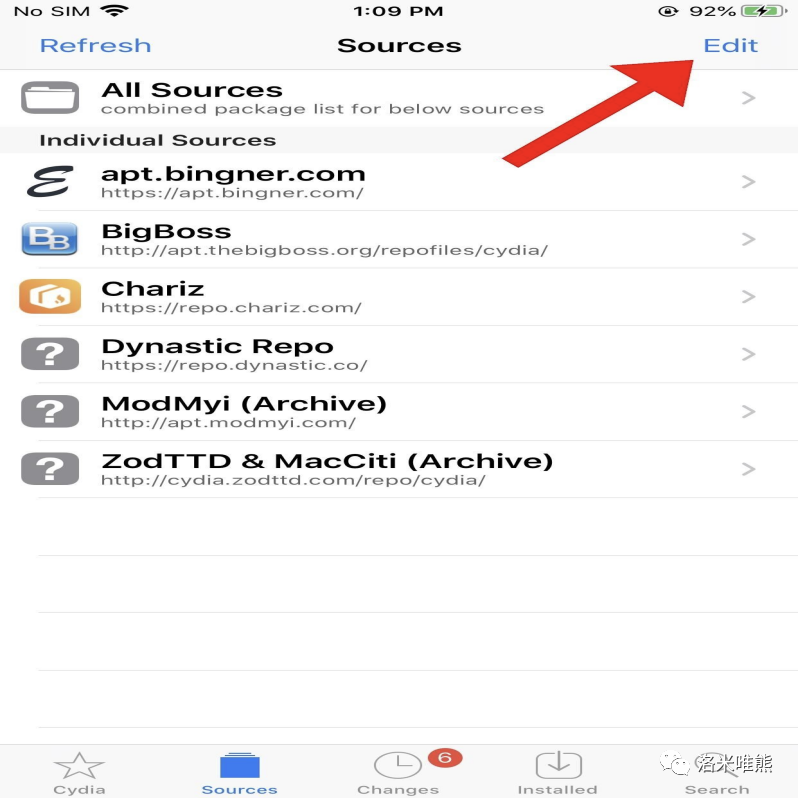 No SIM 1:09 PM 92%
Refresh Sources Edit
All Sources
combined package list for below sources
Individual Sources
apt.bingner.com
https://apt.bingner.com/
BigBoss
http://apt.thebigboss.org/repofiles/cydia/
Chariz
https://repo.chariz.com/
Dynastic Repo
https://repo.dynastic.co/
ModMyi (Archive)
http://apt.modmyi.com/
ZodTTD & MacCiti (Archive)
http://cydia.zodttd.com/repo/cydia/
6
洛米唯熊
Cydia Sources Changes Installed Search